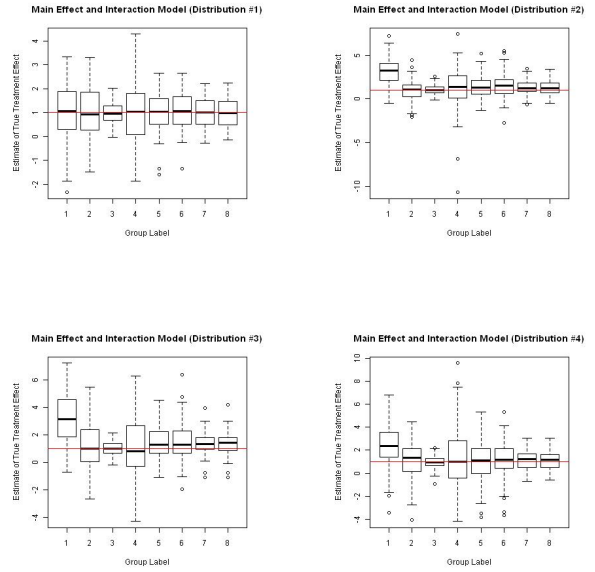 Main Effect and Interaction Model (Distribution #1)
Estimate of True Treatment Effect
4
3
2
1
0
-1
-2
1 2 3 4 5 6 7 8
Group Label
Main Effect and Interaction Model (Distribution #2)
Estimate of True Treatment Effect
5
0
-5
-10
1 2 3 4 5 6 7 8
Group Label
Main Effect and Interaction Model (Distribution #3)
Estimate of True Treatment Effect
6
4
2
0
-2
-4
1 2 3 4 5 6 7 8
Group Label
Main Effect and Interaction Model (Distribution #4)
Estimate of True Treatment Effect
10
8
6
4
2
0
-2
-4
1 2 3 4 5 6 7 8
Group Label